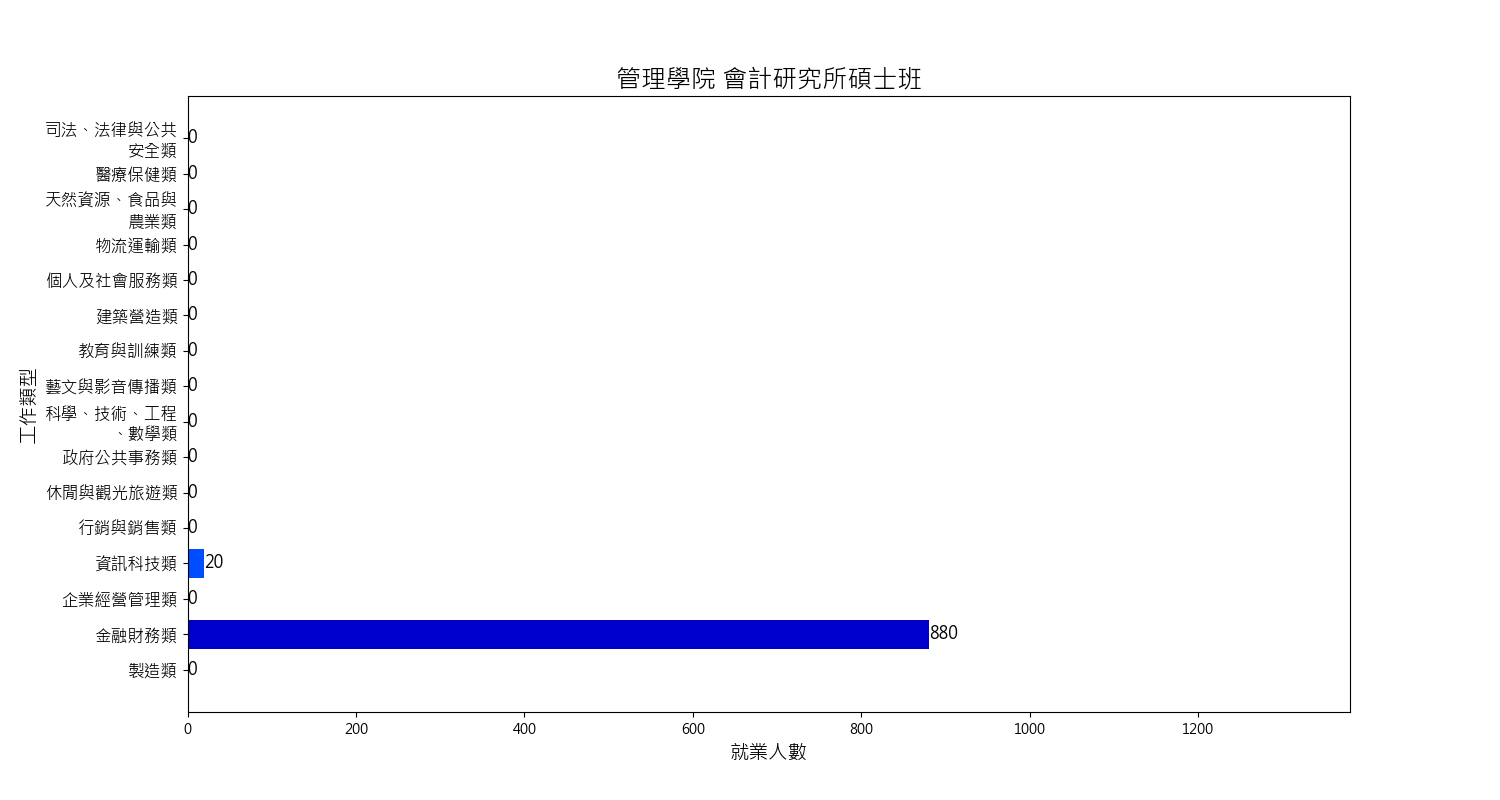 管理學院 會計研究所碩士班
司法、法律與公共
安全類
0
醫療保健類
0
天然資源、食品與
農業類
0
物流運輸類
0
個人及社會服務類
0
建築營造類
0
教育與訓練類
0
藝文與影音傳播類
0
科學、技術、工程
、數學類
0
政府公共事務類
0
休閒與觀光旅遊類
0
行銷與銷售類
0
資訊科技類
20
企業經營管理類
0
金融財務類
880
製造類
0
工作類型
0 200 400 600 800 1000 1200
就業人數